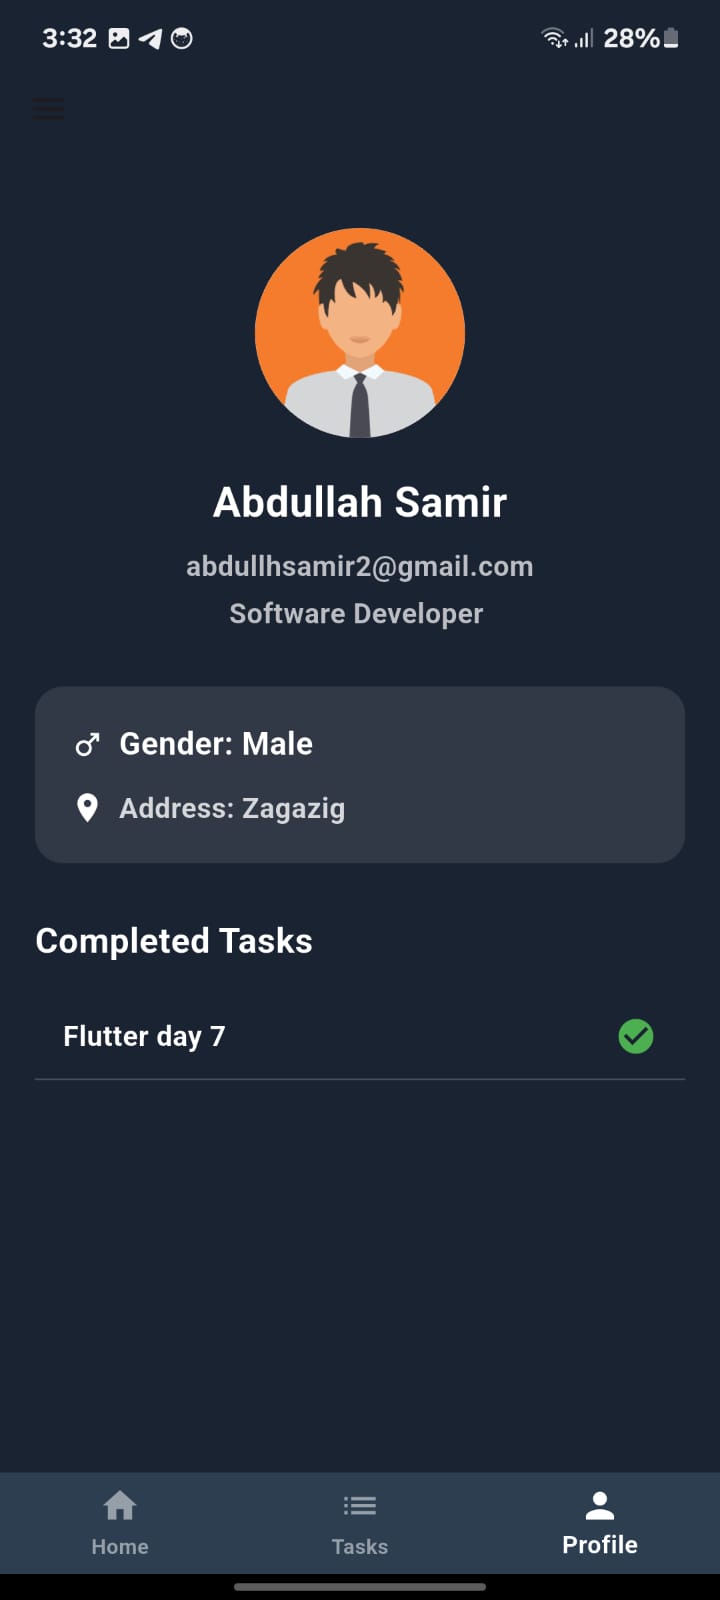 3:32
28%
Abdullah Samir
abdullhsamir2@gmail.com
Software Developer
Gender: Male
Address: Zagazig
Completed Tasks
Flutter day 7
Home
Tasks
Profile